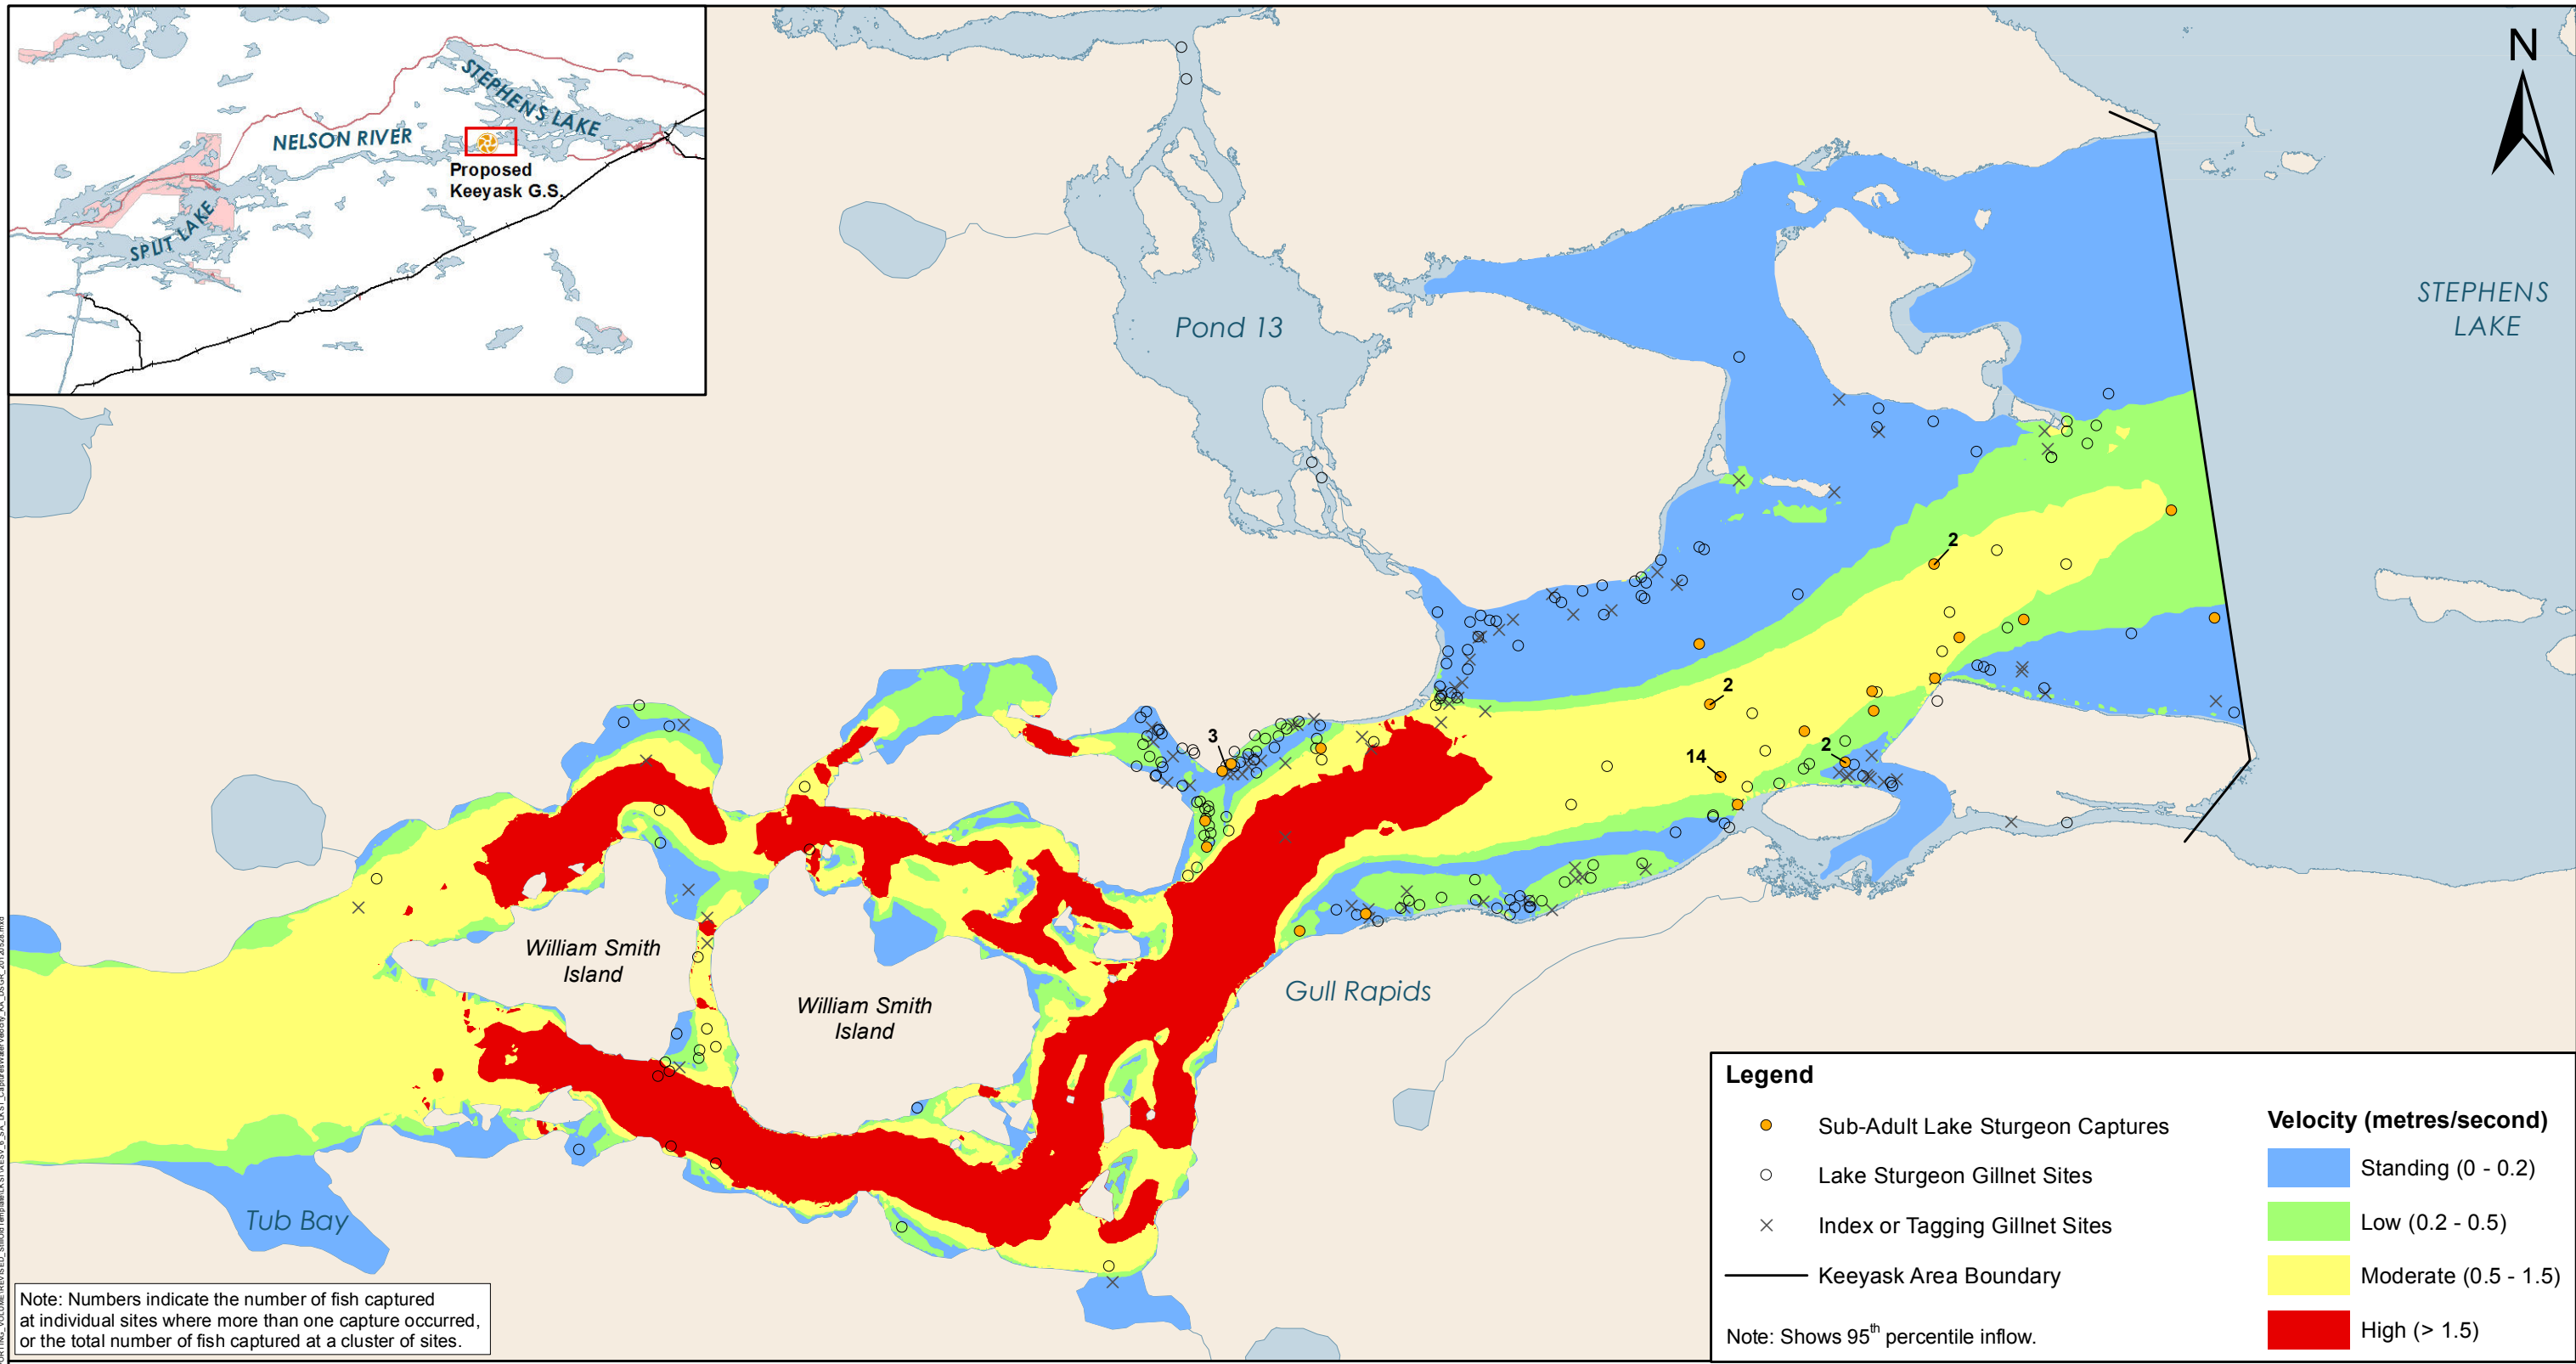 STEPHENS LAKE
NELSON RIVER
Proposed
Keeyask G.S.
SPLIT LAKE
N
Pond 13
STEPHENS
LAKE
2
2
3
14
2
William Smith
Island
William Smith
Island
Gull Rapids
Tub Bay
Note: Numbers indicate the number of fish captured
at individual sites where more than one capture occurred,
or the total number of fish captured at a cluster of sites.
Legend
Sub-Adult Lake Sturgeon Captures
Lake Sturgeon Gillnet Sites
Index or Tagging Gillnet Sites
Keeyask Area Boundary
Note: Shows 95th percentile inflow.
Velocity (metres/second)
Standing (0 - 0.2)
Low (0.2 - 0.5)
Moderate (0.5 - 1.5)
High (> 1.5)